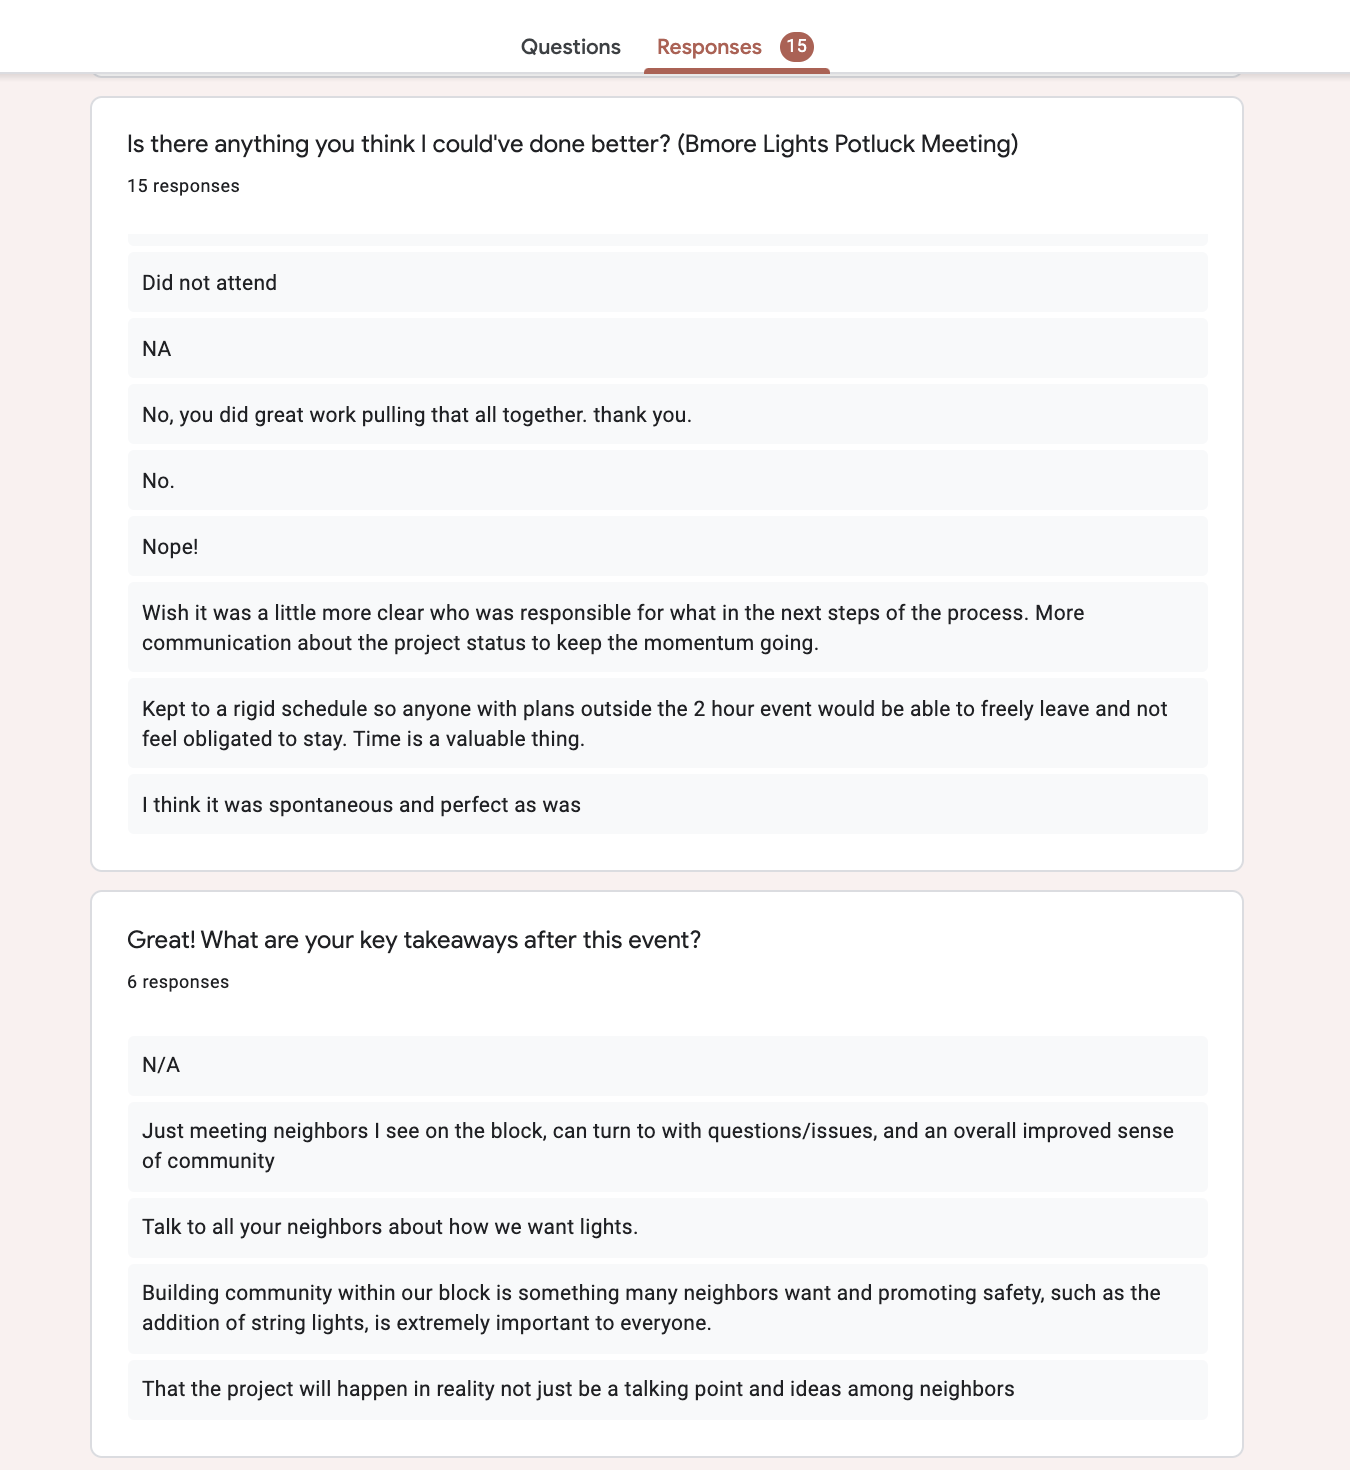 Questions
Responses 15
Is there anything you think I could've done better? (Bmore Lights Potluck Meeting)
15 responses
Did not attend
NA
No, you did great work pulling that all together. thank you.
No.
Nope!
Wish it was a little more clear who was responsible for what in the next steps of the process. More
communication about the project status to keep the momentum going.
Kept to a rigid schedule so anyone with plans outside the 2 hour event would be able to freely leave and not
feel obligated to stay. Time is a valuable thing.
I think it was spontaneous and perfect as was
Great! What are your key takeaways after this event?
6 responses
N/A
Just meeting neighbors I see on the block, can turn to with questions/issues, and an overall improved sense
of community
Talk to all your neighbors about how we want lights.
Building community within our block is something many neighbors want and promoting safety, such as the
addition of string lights, is extremely important to everyone.
That the project will happen in reality not just be a talking point and ideas among neighbors